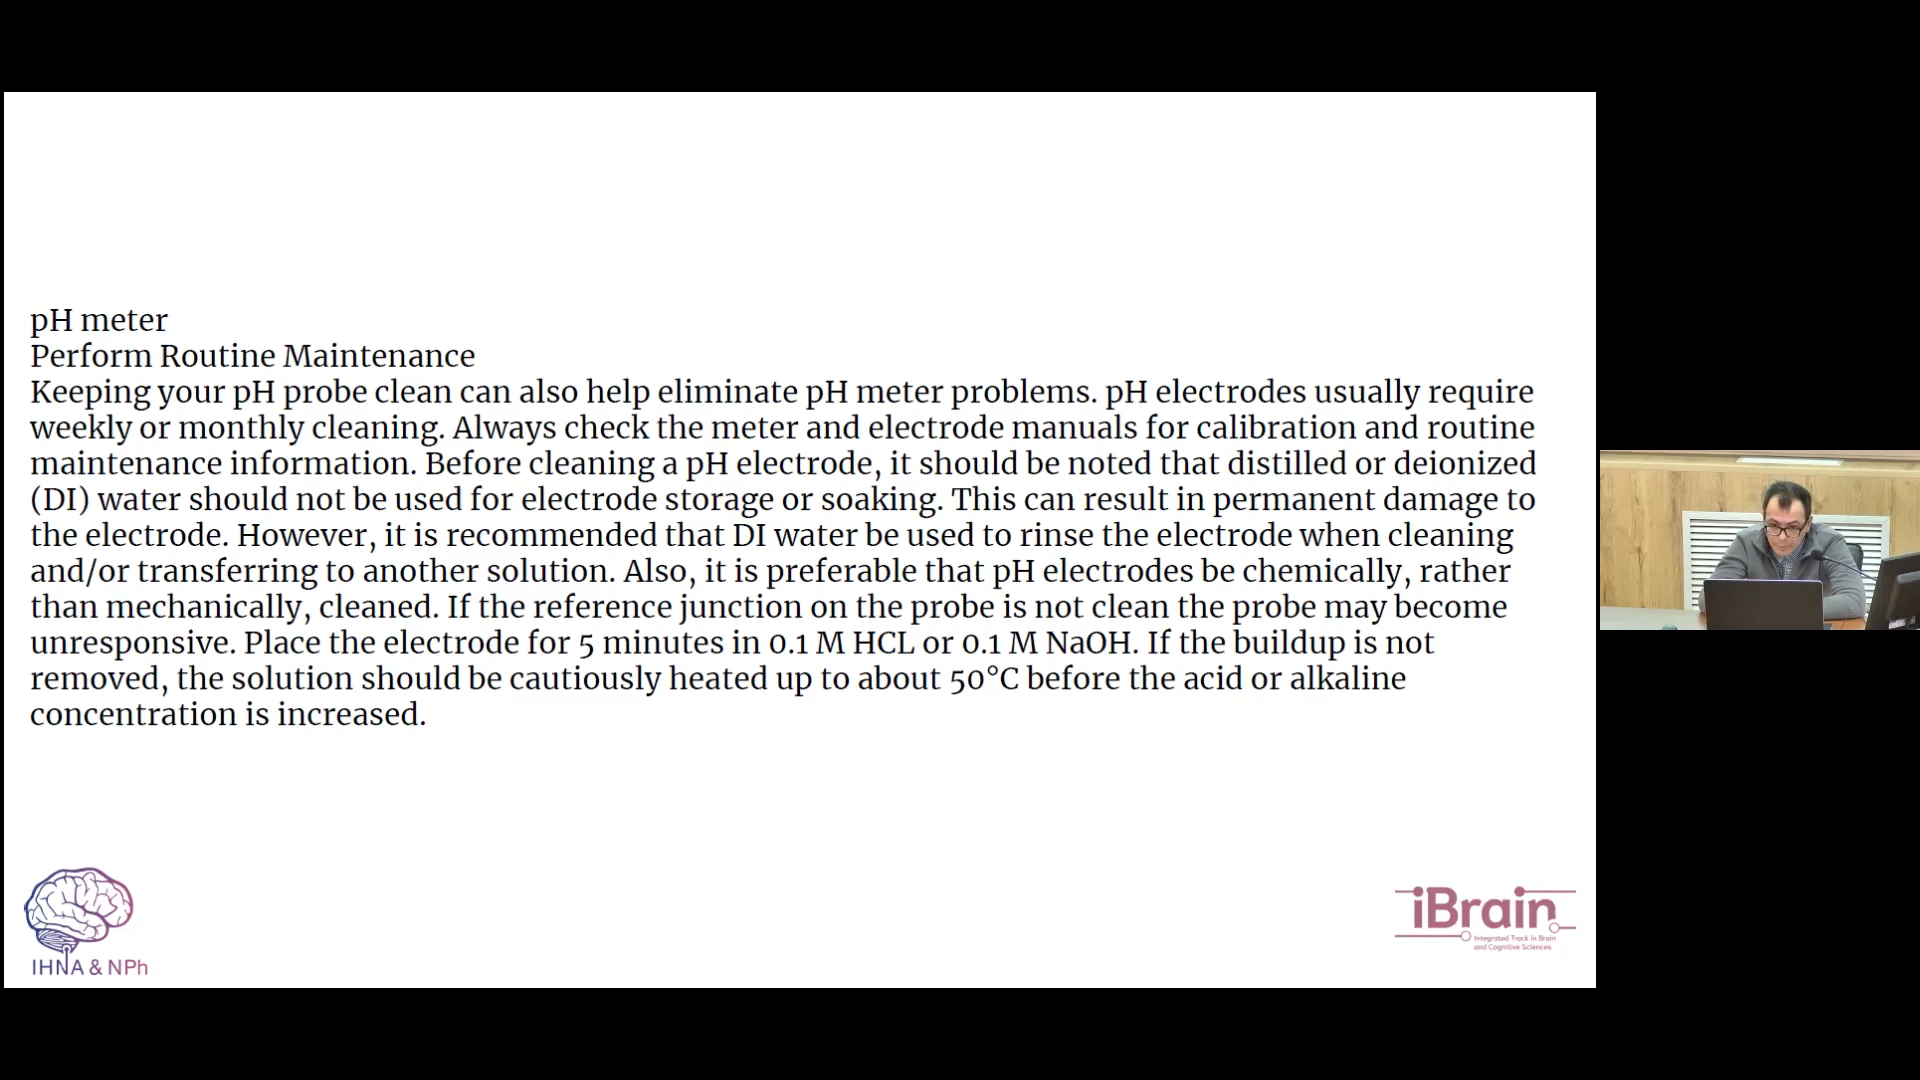 pH meter
Perform Routine Maintenance
Keeping your pH probe clean can also help eliminate pH meter problems. pH electrodes usually require
weekly or monthly cleaning. Always check the meter and electrode manuals for calibration and routine
maintenance information. Before cleaning a pH electrode, it should be noted that distilled or deionized
(DI) water should not be used for electrode storage or soaking. This can result in permanent damage to
the electrode. However, it is recommended that DI water be used to rinse the electrode when cleaning
and/or transferring to another solution. Also, it is preferable that pH electrodes be chemically, rather
than mechanically, cleaned. If the reference junction on the probe is not clean the probe may become
unresponsive. Place the electrode for 5 minutes in 0.1 M HCL or 0.1 M NaOH. If the buildup is not
removed, the solution should be cautiously heated up to about 50°C before the acid or alkaline
concentration is increased.
IHNA & NPh
iBrain
Integrated Track in Brain
and Cognitive Sciences